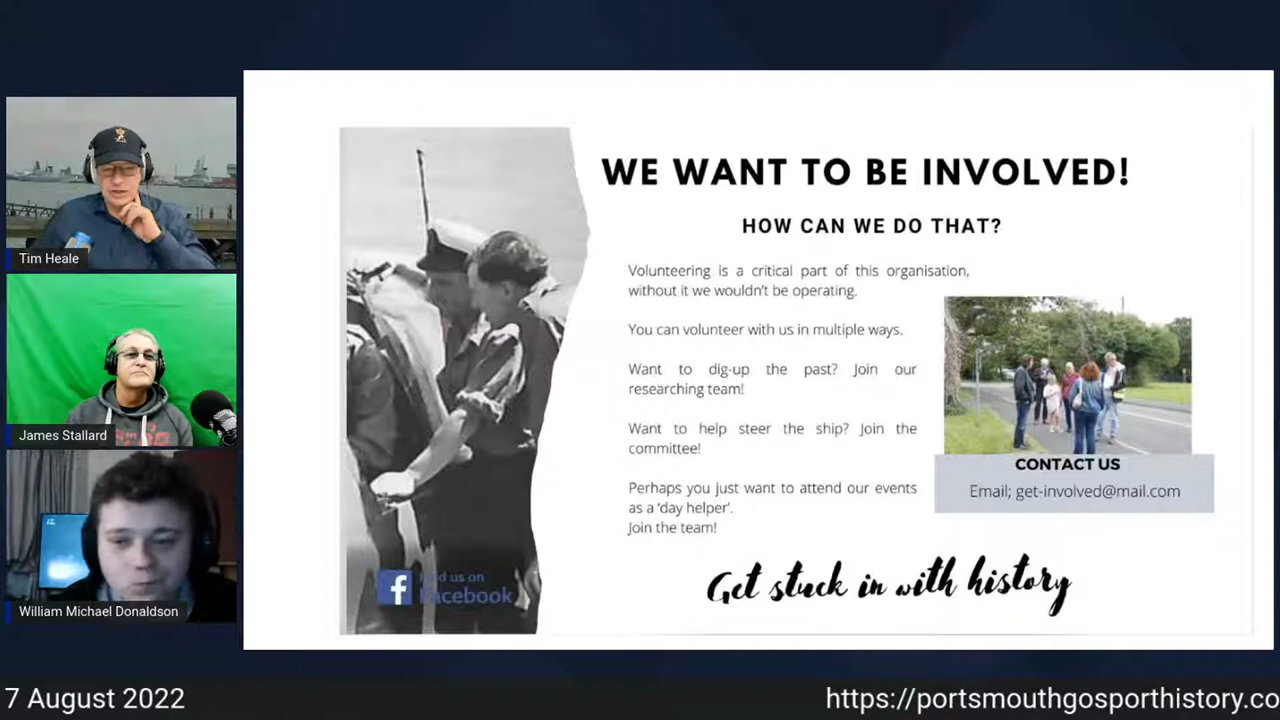 Tim Heale
James Stallard
William Michael Donaldson
WE WANT TO BE INVOLVED!
HOW CAN WE DO THAT?
Volunteering is a critical part of this organisation,
without it we wouldn't be operating.
You can volunteer with us in multiple ways.
Want to dig-up the past? Join our
researching team!
Want to help steer the ship? Join the
committee!
Perhaps you just want to attend our events
as a 'day helper'.
Join the team!
CONTACT US
Email; get-involved@mail.com
Get stuck in with history
f Find us on
Facebook
7 August 2022
https://portsmouthgosporthistory.co